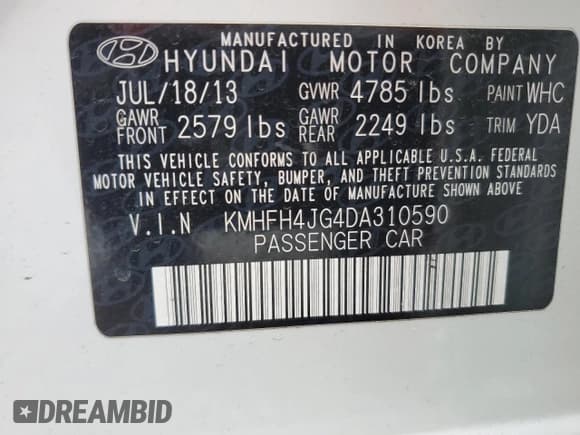 MANUFACTURED IN KOREA BY
HYUNDAI MOTOR COMPANY
JUL/18/13 GVWR 4785 lbs PAINT WHC
GAWR FRONT 2579 lbs GAWR REAR 2249 lbs TRIM YDA
THIS VEHICLE CONFORMS TO ALL APPLICABLE U.S.A. FEDERAL
MOTOR VEHICLE SAFETY, BUMPER, AND THEFT PREVENTION STANDARDS
IN EFFECT ON THE DATE OF MANUFACTURE SHOWN ABOVE.
V.I.N KMHFH4JG4DA310590
PASSENGER CAR
DREAMBID